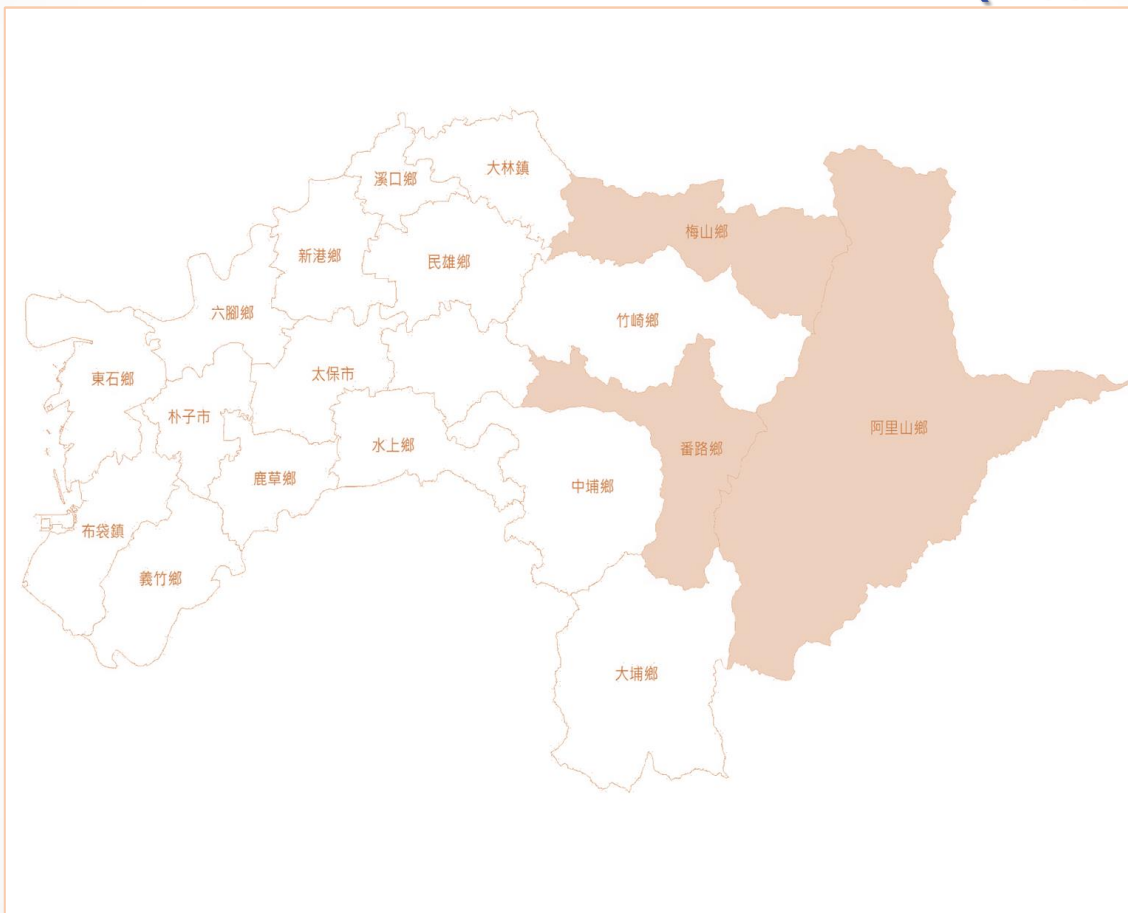 大林鎮
溪口鄉
梅山鄉
新港鄉
民雄鄉
六腳鄉
竹崎鄉
東石鄉
太保市
朴子市
阿里山鄉
水上鄉
番路鄉
鹿草鄉
中埔鄉
布袋鎮
義竹鄉
大埔鄉